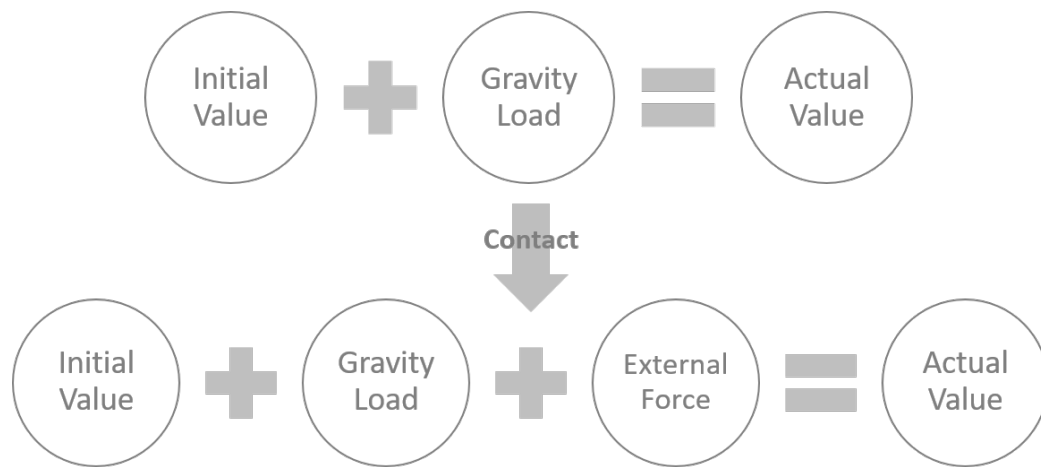 Initial
Value
Gravity
Load
Actual
Value
Contact
Initial
Value
Gravity
Load
External
Force
Actual
Value